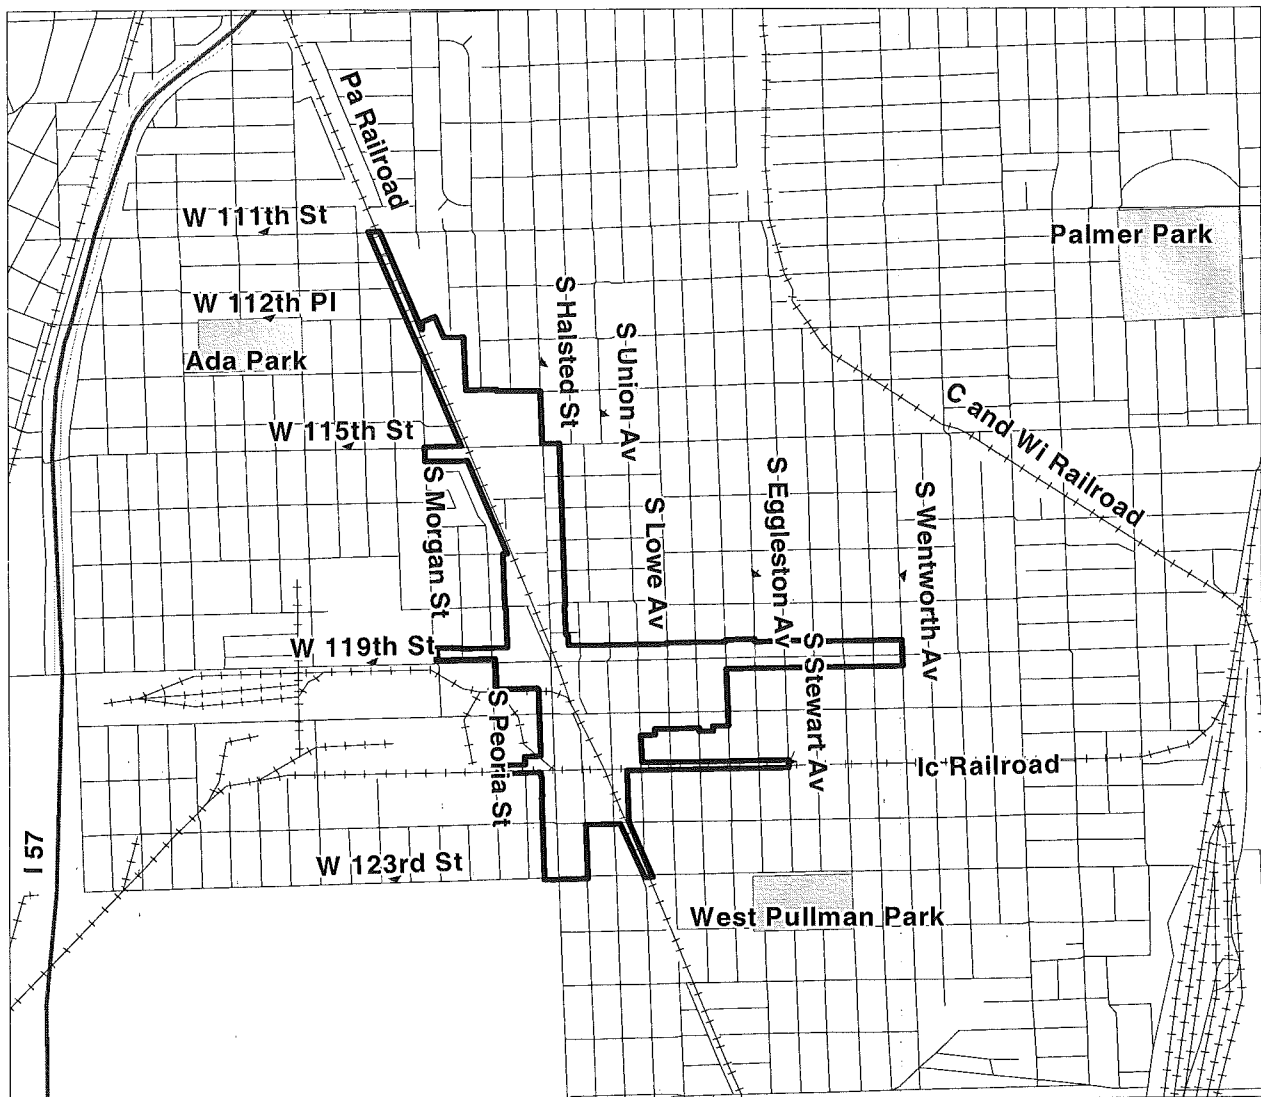 Pa Railroad
W 111th St
Palmer Park
W 112th Pl
Ada Park
S Halsted St
S Union Av
C and Wi Railroad
W 115th St
S Morgan St
S Lowe Av
S Eggleston Av
S Wentworth Av
W 119th St
S Stewart Av
S Peoria St
Ic Railroad
I 57
W 123rd St
West Pullman Park